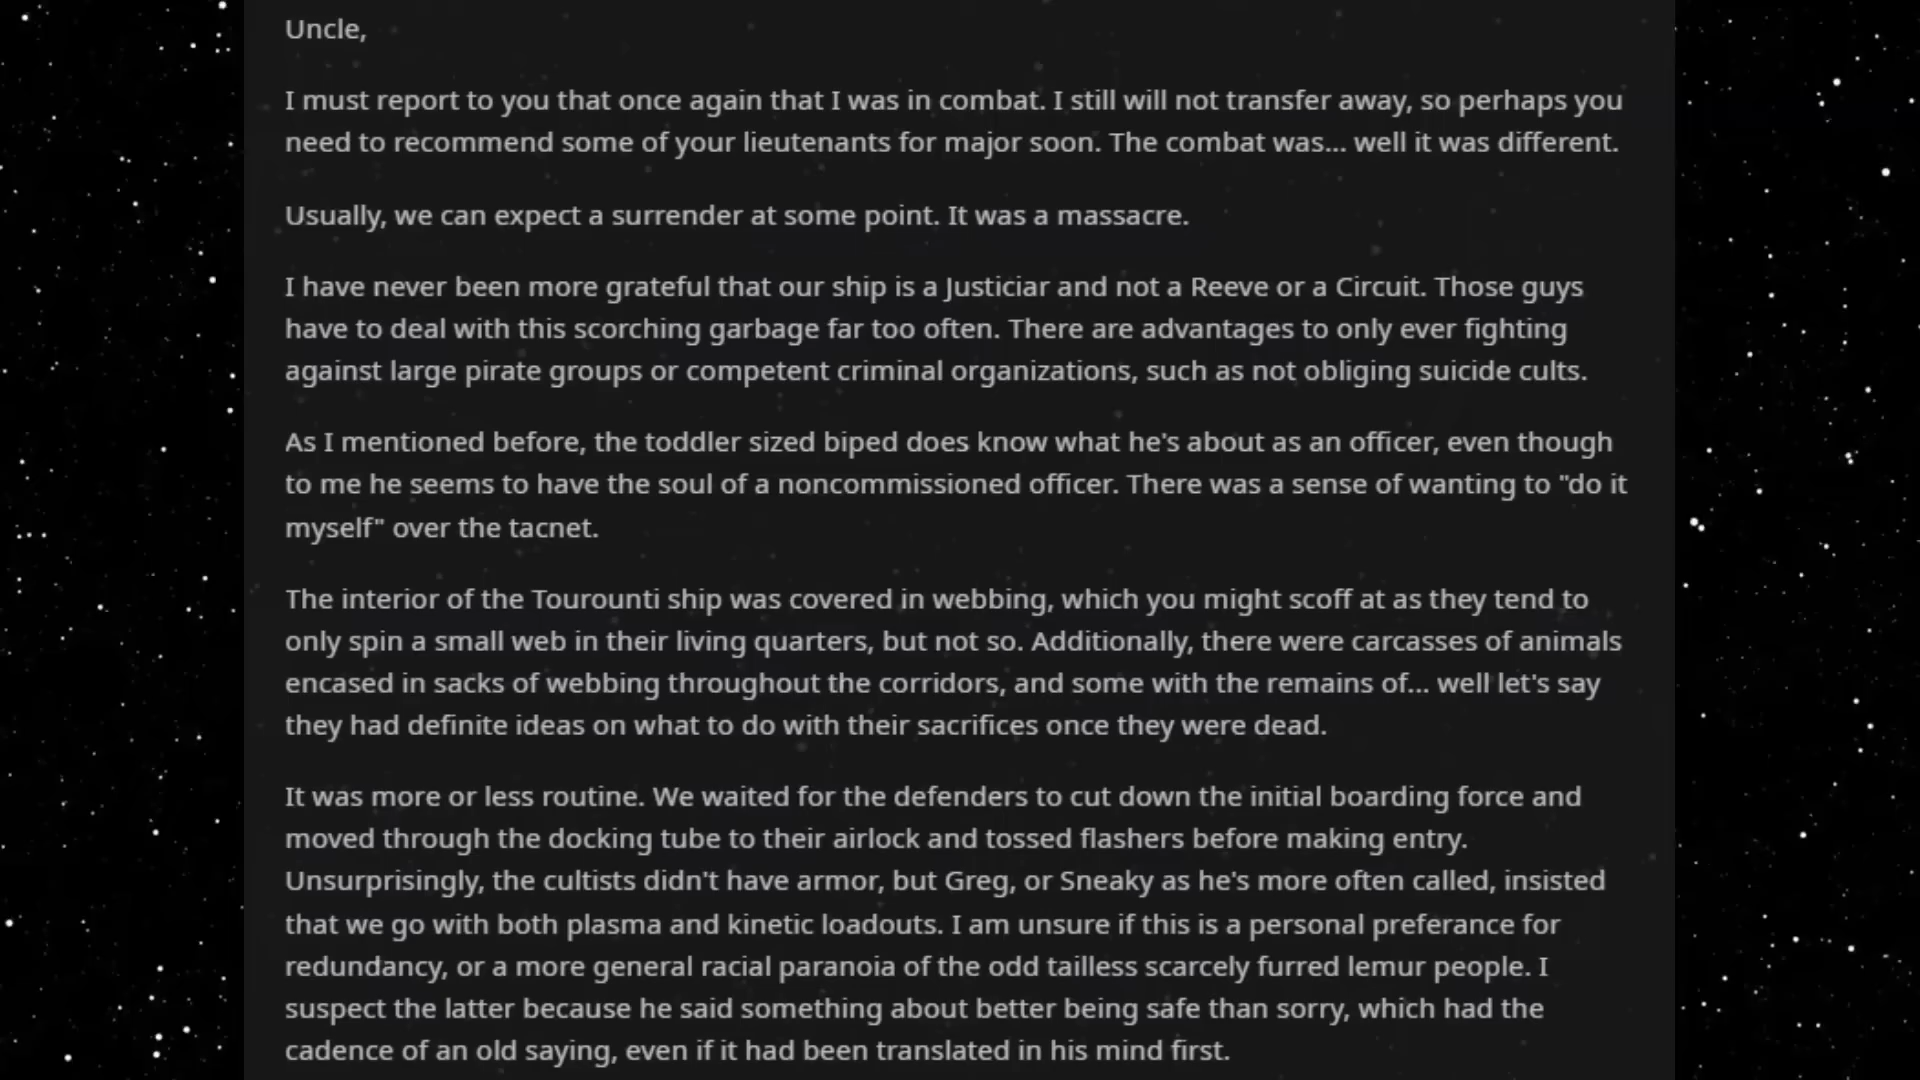 Uncle,
I must report to you that once again that I was in combat. I still will not transfer away, so perhaps you
need to recommend some of your lieutenants for major soon. The combat was... well it was different.
Usually, we can expect a surrender at some point. It was a massacre.
I have never been more grateful that our ship is a Justiciar and not a Reeve or a Circuit. Those guys
have to deal with this scorching garbage far too often. There are advantages to only ever fighting
against large pirate groups or competent criminal organizations, such as not obliging suicide cults.
As I mentioned before, the toddler sized biped does know what he's about as an officer, even though
to me he seems to have the soul of a noncommissioned officer. There was a sense of wanting to "do it
myself" over the tacnet.
The interior of the Tourounti ship was covered in webbing, which you might scoff at as they tend to
only spin a small web in their living quarters, but not so. Additionally, there were carcasses of animals
encased in sacks of webbing throughout the corridors, and some with the remains of... well let's say
they had definite ideas on what to do with their sacrifices once they were dead.
It was more or less routine. We waited for the defenders to cut down the initial boarding force and
moved through the docking tube to their airlock and tossed flashers before making entry.
Unsurprisingly, the cultists didn't have armor, but Greg, or Sneaky as he's more often called, insisted
that we go with both plasma and kinetic loadouts. I am unsure if this is a personal preferance for
redundancy, or a more general racial paranoia of the odd tailless scarcely furred lemur people. I
suspect the latter because he said something about better being safe than sorry, which had the
cadence of an old saying, even if it had been translated in his mind first.